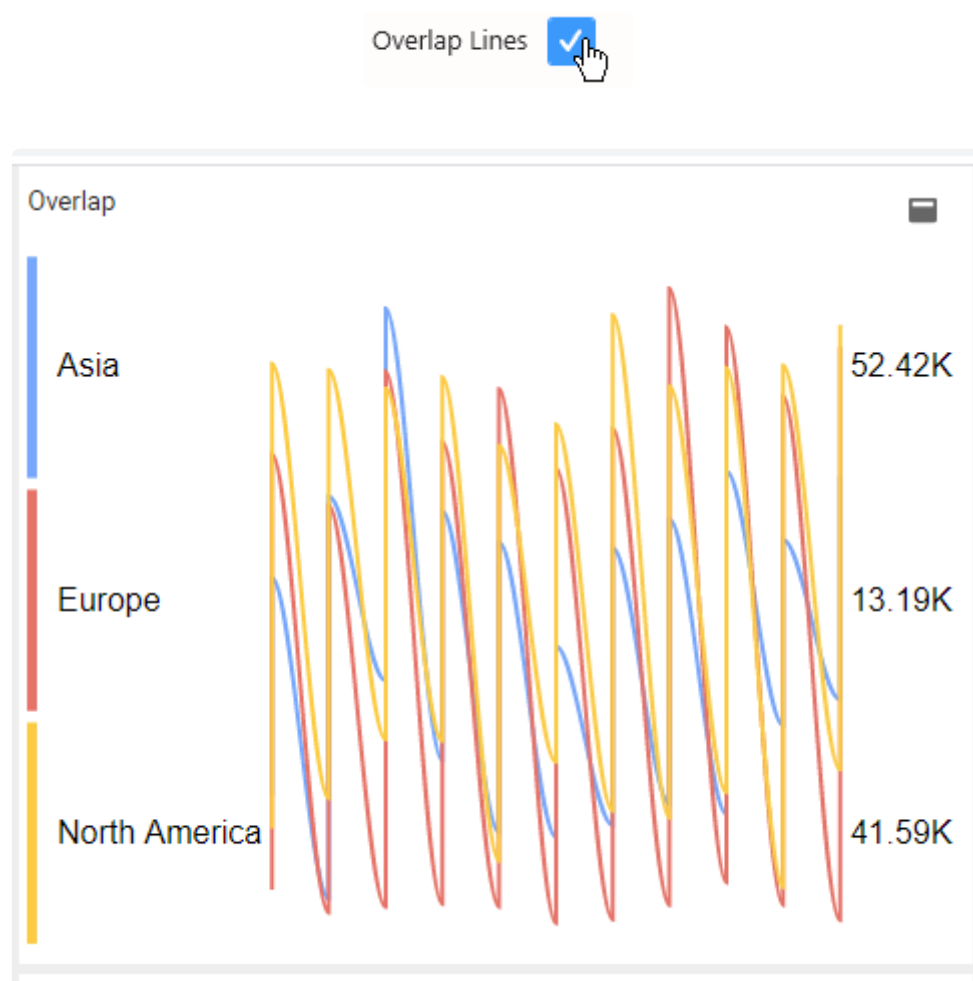 Overlap Lines
Overlap
Asia 52.42K
Europe 13.19K
North America 41.59K